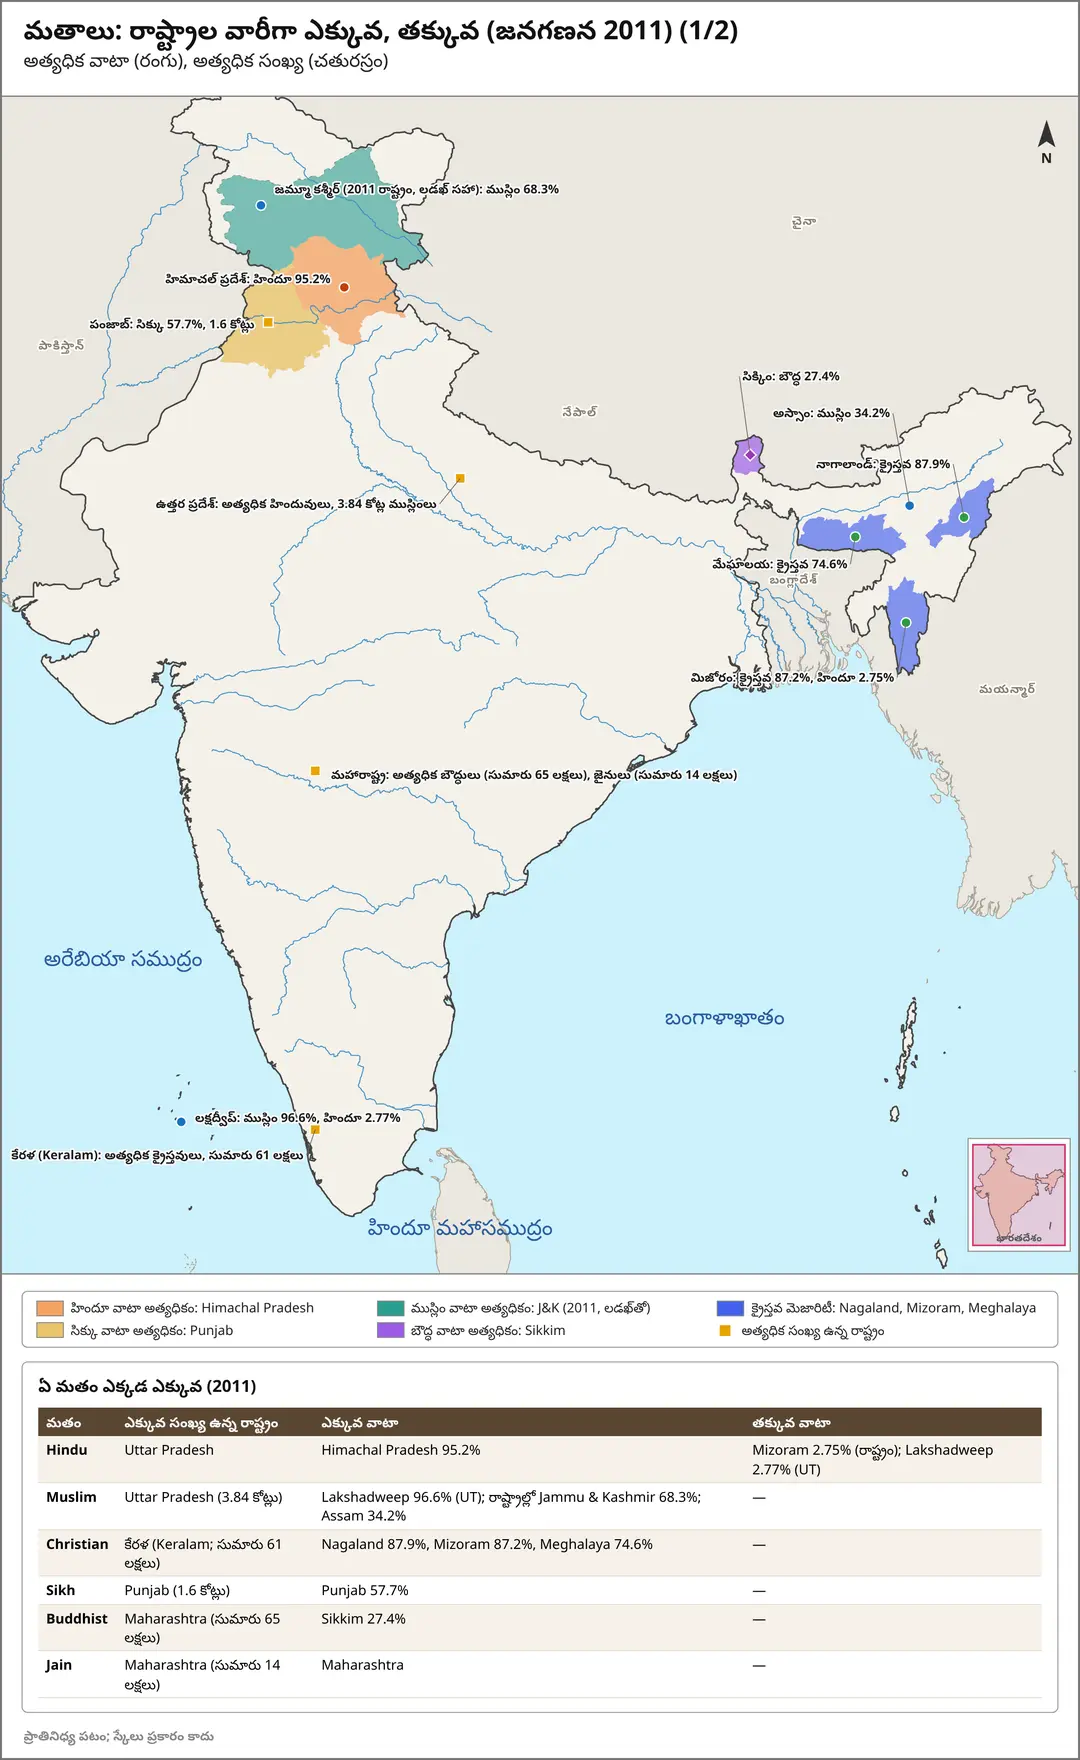 మతాలు: రాష్ట్రాల వారీగా ఎక్కువ, తక్కువ (జనగణన 2011) (1/2)
అత్యధిక వాటా (రంగు), అత్యధిక సంఖ్య (చతురస్రం)
N
జమ్మూ కశ్మీర్ (2011 రాష్ట్రం, లడఖ్ సహా): ముస్లిం 68.3%
చైనా
హిమాచల్ ప్రదేశ్: హిందూ 95.2%
పంజాబ్: సిక్కు 57.7%, 1.6 కోట్లు
పాకిస్తాన్
సిక్కిం: బౌద్ధ 27.4%
నేపాల్
అస్సాం: ముస్లిం 34.2%
నాగాలాండ్: క్రైస్తవ 87.9%
ఉత్తర ప్రదేశ్: అత్యధిక హిందువులు, 3.84 కోట్ల ముస్లింలు
మేఘాలయ: క్రైస్తవ 74.6%
బంగ్లాదేశ్
మిజోరం: క్రైస్తవ 87.2%, హిందూ 2.75%
మయన్మార్
మహారాష్ట్ర: అత్యధిక బౌద్ధులు (సుమారు 65 లక్షలు), జైనులు (సుమారు 14 లక్షలు)
అరేబియా సముద్రం
బంగాళాఖాతం
లక్షద్వీప్: ముస్లిం 96.6%, హిందూ 2.77%
కేరళ (Keralam): అత్యధిక క్రైస్తవులు, సుమారు 61 లక్షలు
హిందూ మహాసముద్రం
భారతదేశం
హిందూ వాటా అత్యధికం: Himachal Pradesh
ముస్లిం వాటా అత్యధికం: J&K (2011, లడఖ్‌తో)
క్రైస్తవ మెజారిటీ: Nagaland, Mizoram, Meghalaya
సిక్కు వాటా అత్యధికం: Punjab
బౌద్ధ వాటా అత్యధికం: Sikkim
అత్యధిక సంఖ్య ఉన్న రాష్ట్రం
ఏ మతం ఎక్కడ ఎక్కువ (2011)
మతం ఎక్కువ సంఖ్య ఉన్న రాష్ట్రం ఎక్కువ వాటా తక్కువ వాటా
Hindu Uttar Pradesh Himachal Pradesh 95.2% Mizoram 2.75% (రాష్ట్రం); Lakshadweep
2.77% (UT)
Muslim Uttar Pradesh (3.84 కోట్లు) Lakshadweep 96.6% (UT); రాష్ట్రాల్లో Jammu & Kashmir 68.3%; —
Assam 34.2%
Christian కేరళ (Keralam; సుమారు 61 Nagaland 87.9%, Mizoram 87.2%, Meghalaya 74.6% —
లక్షలు)
Sikh Punjab (1.6 కోట్లు) Punjab 57.7% —
Buddhist Maharashtra (సుమారు 65 Sikkim 27.4% —
లక్షలు)
Jain Maharashtra (సుమారు 14 Maharashtra —
లక్షలు)
ప్రాతినిధ్య పటం; స్కేలు ప్రకారం కాదు